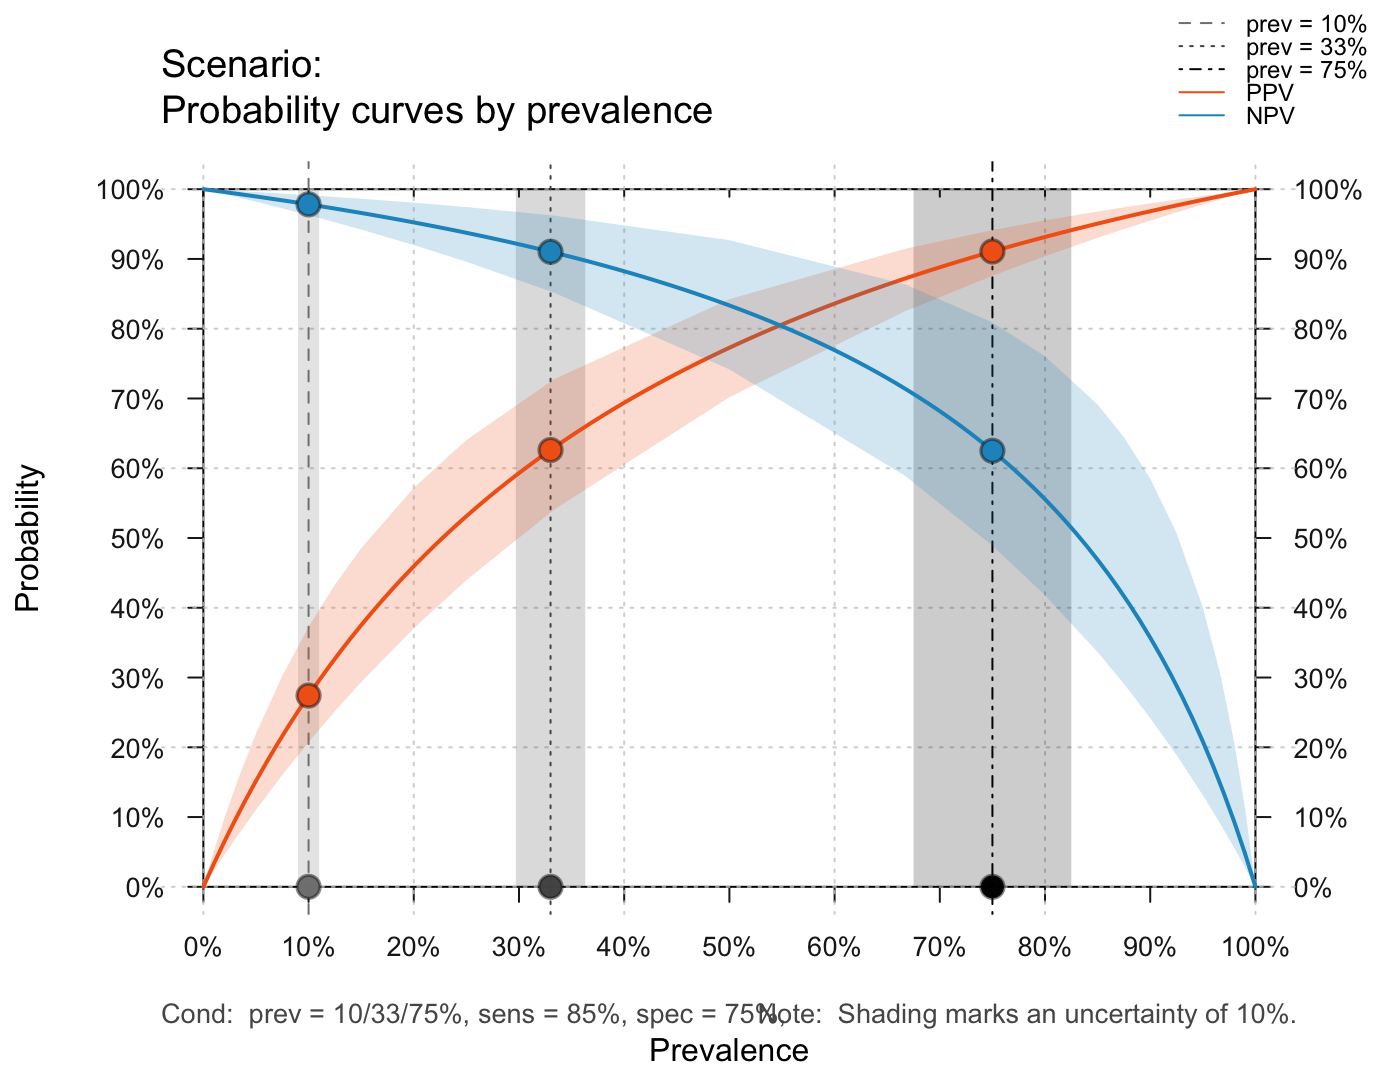 prev = 10%
prev = 33%
prev = 75%
PPV
NPV
Scenario:
Probability curves by prevalence
100%
90%
80%
70%
60%
50%
40%
30%
20%
10%
0%
100%
90%
80%
70%
60%
50%
40%
30%
20%
10%
0%
Probability
0% 10% 20% 30% 40% 50% 60% 70% 80% 90% 100%
Cond: prev = 10/33/75%, sens = 85%, spec = 75%, Note: Shading marks an uncertainty of 10%.
Prevalence